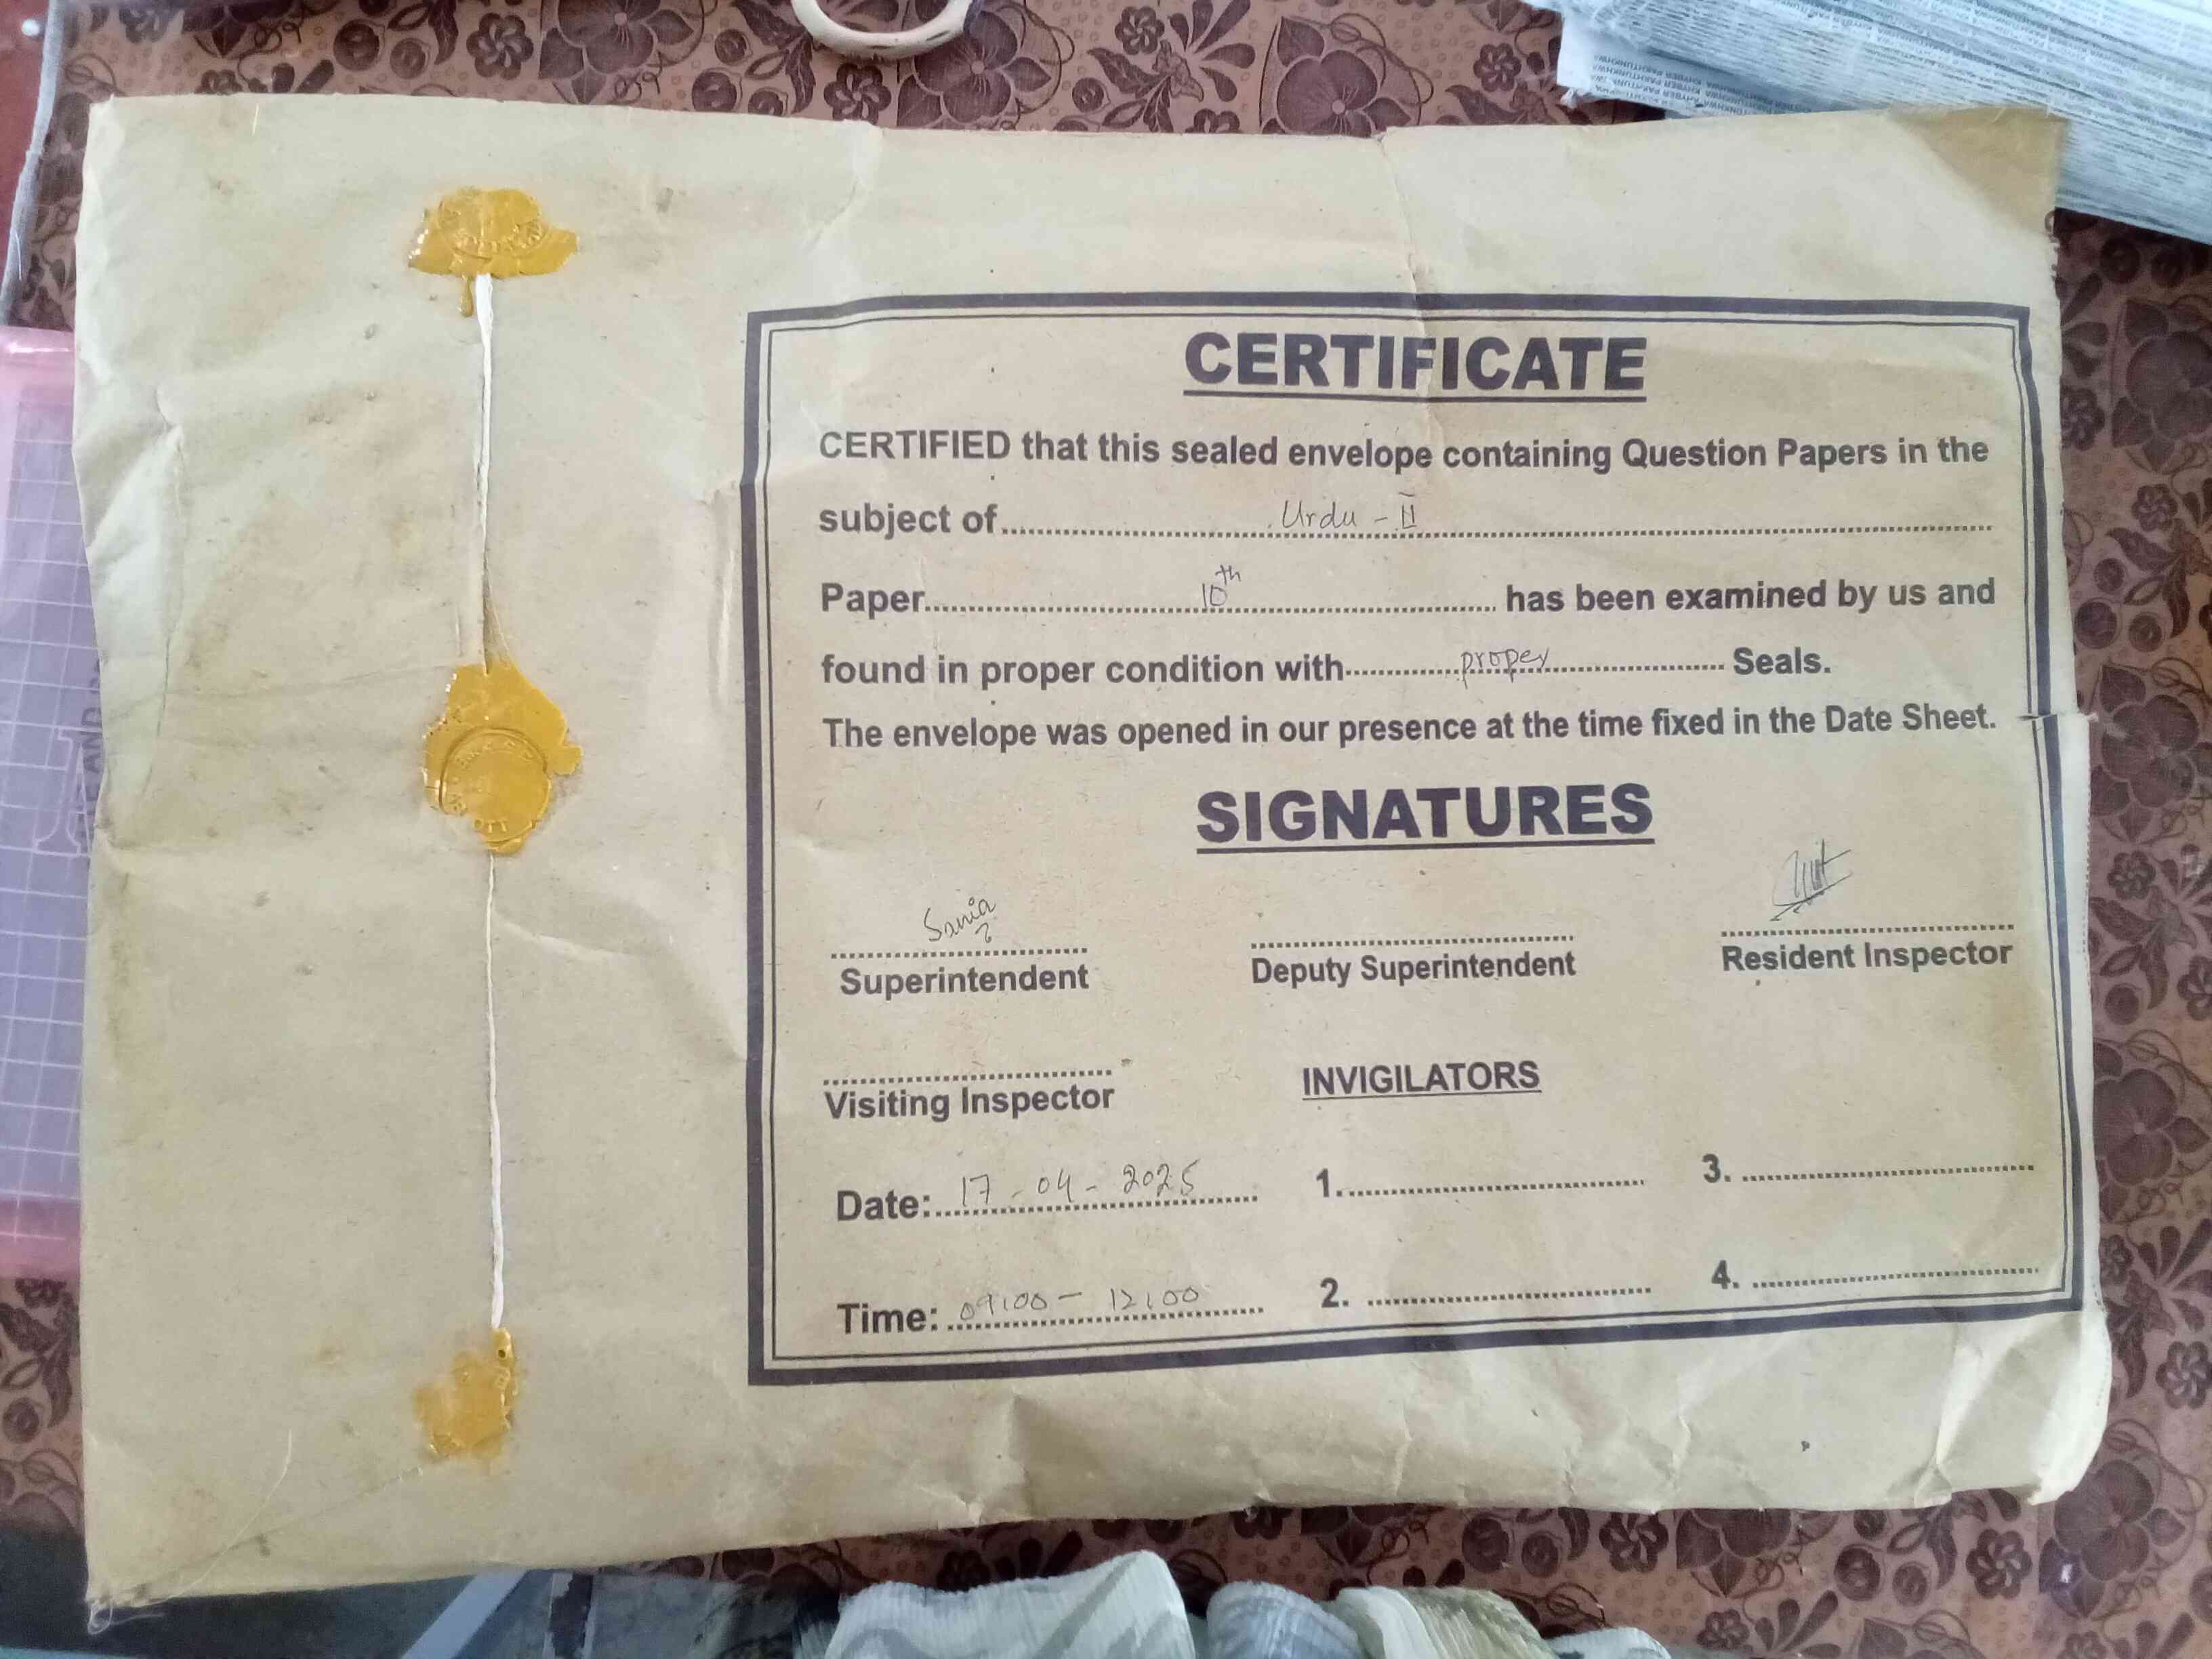 CERTIFICATE
CERTIFIED that this sealed envelope containing Question Papers in the
subject of Urdu - II
Paper 10th has been examined by us and
found in proper condition with proper Seals.
The envelope was opened in our presence at the time fixed in the Date Sheet.
SIGNATURES
Sania
Superintendent
Deputy Superintendent
Resident Inspector
Visiting Inspector
INVIGILATORS
Date: 17-04-2025
1.
3.
Time: 09:00 - 12:00
2.
4.
KHYBER PAKHTUNKHWA